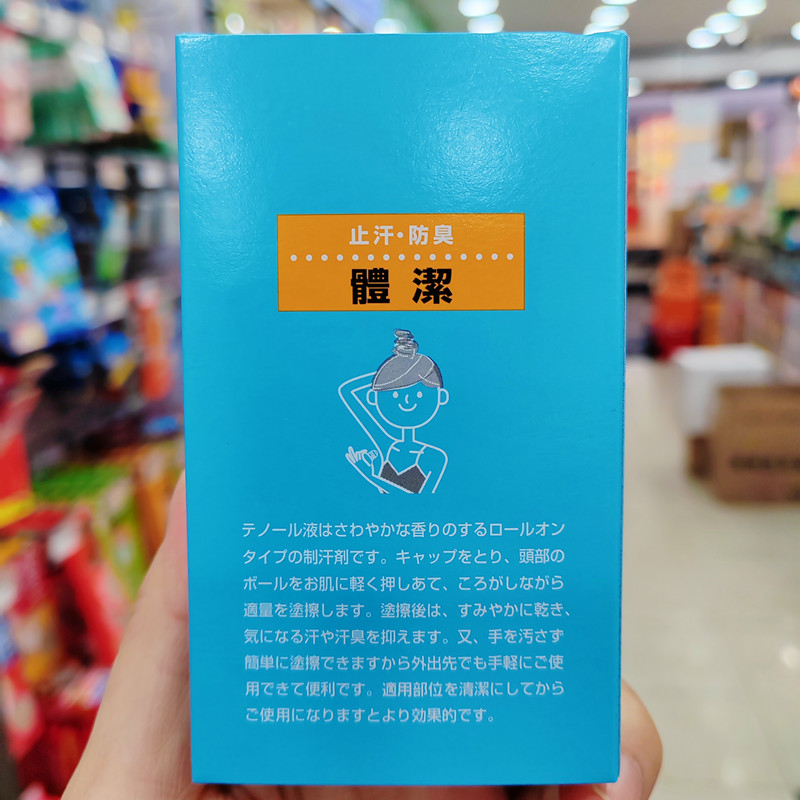 止汗・防臭
體潔
テノール液はさわやかな香りのするロールオン
タイプの制汗剤です。キャップをとり、頭部の
ボールをお肌に軽く押しあて、ころがしながら
適量を塗擦します。塗擦後は、すみやかに乾き、
気になる汗や汗臭を抑えます。又、手を汚さず
簡単に塗擦できますから外出先でも手軽にご使
用できて便利です。適用部位を清潔にしてから
ご使用になりますとより効果的です。